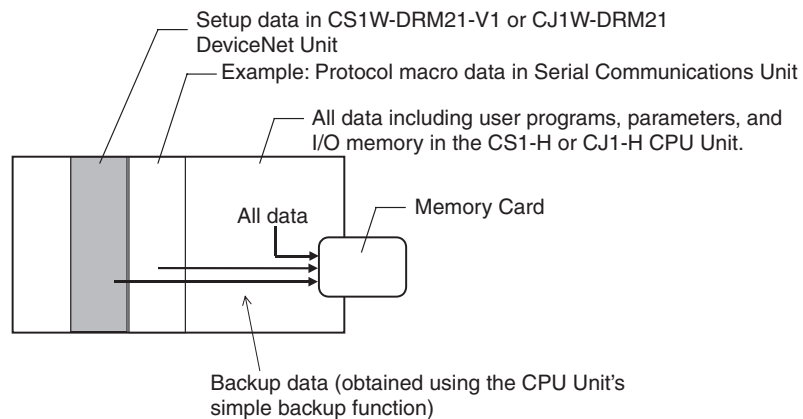 Setup data in CS1W-DRM21-V1 or CJ1W-DRM21
DeviceNet Unit
Example: Protocol macro data in Serial Communications Unit
All data including user programs, parameters, and
I/O memory in the CS1-H or CJ1-H CPU Unit.
All data
Memory Card
Backup data (obtained using the CPU Unit's
simple backup function)